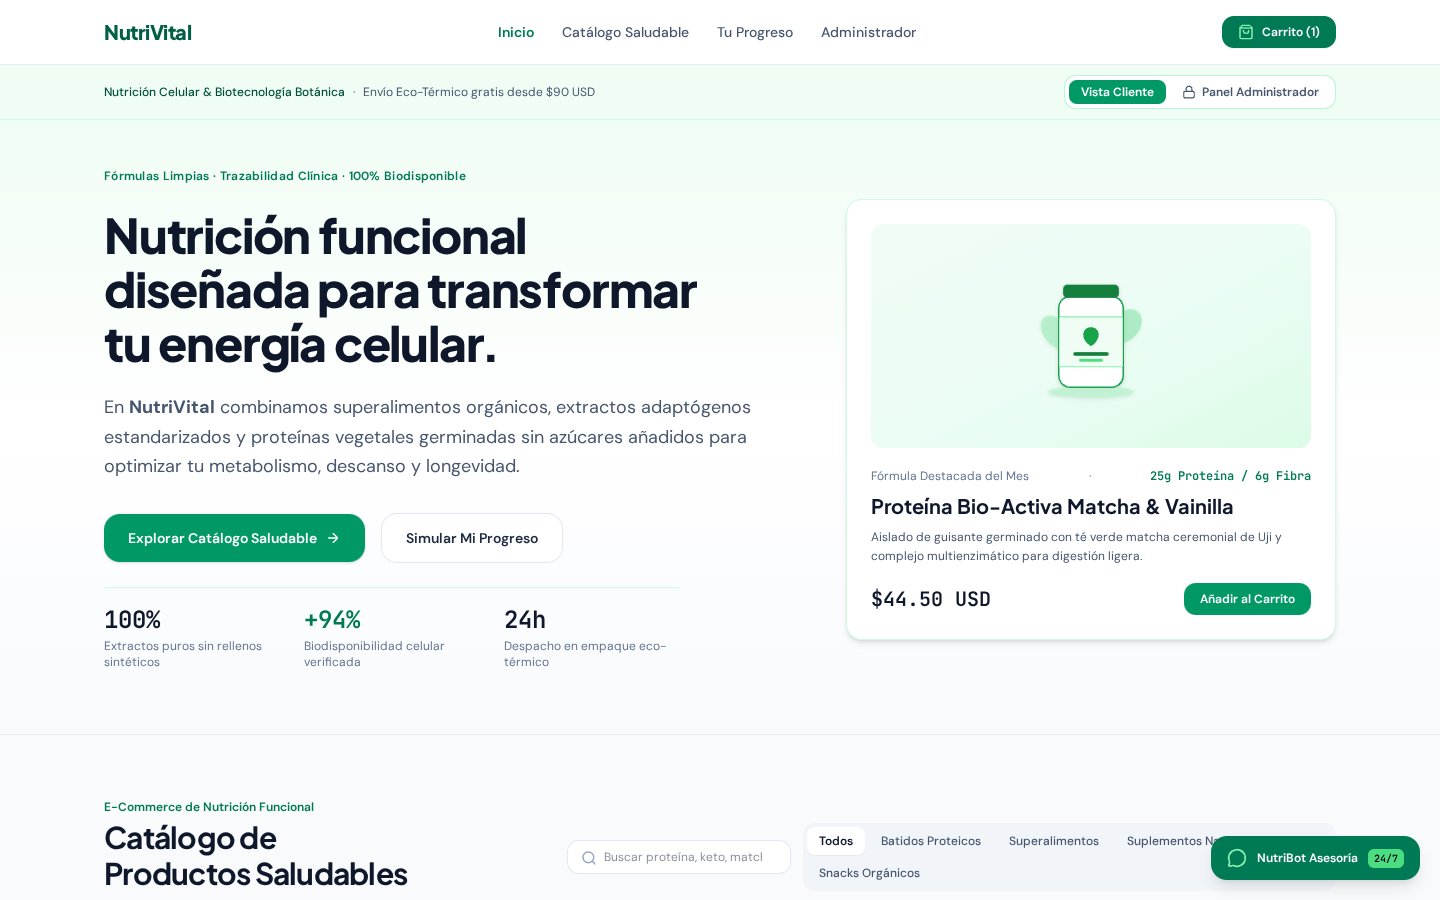 NutriVital
Inicio
Catálogo Saludable
Tu Progreso
Administrador
Carrito (1)
Nutrición Celular & Biotecnología Botánica · Envío Eco-Térmico gratis desde $90 USD
Vista Cliente
Panel Administrador
Fórmulas Limpias · Trazabilidad Clínica · 100% Biodisponible
Nutrición funcional
diseñada para transformar
tu energía celular.
En NutriVital combinamos superalimentos orgánicos, extractos adaptógenos
estandarizados y proteínas vegetales germinadas sin azúcares añadidos para
optimizar tu metabolismo, descanso y longevidad.
Explorar Catálogo Saludable
Simular Mi Progreso
100%
Extractos puros sin rellenos
sintéticos
+94%
Biodisponibilidad celular
verificada
24h
Despacho en empaque eco-
térmico
Fórmula Destacada del Mes · 25g Proteína / 6g Fibra
Proteína Bio-Activa Matcha & Vainilla
Aislado de guisante germinado con té verde matcha ceremonial de Uji y
complejo multienzimático para digestión ligera.
$44.50 USD
Añadir al Carrito
E-Commerce de Nutrición Funcional
Catálogo de
Productos Saludables
Buscar proteína, keto, matcl
Todos
Batidos Proteicos
Superalimentos
Suplementos
Snacks Orgánicos
NutriBot Asesoría
24/7